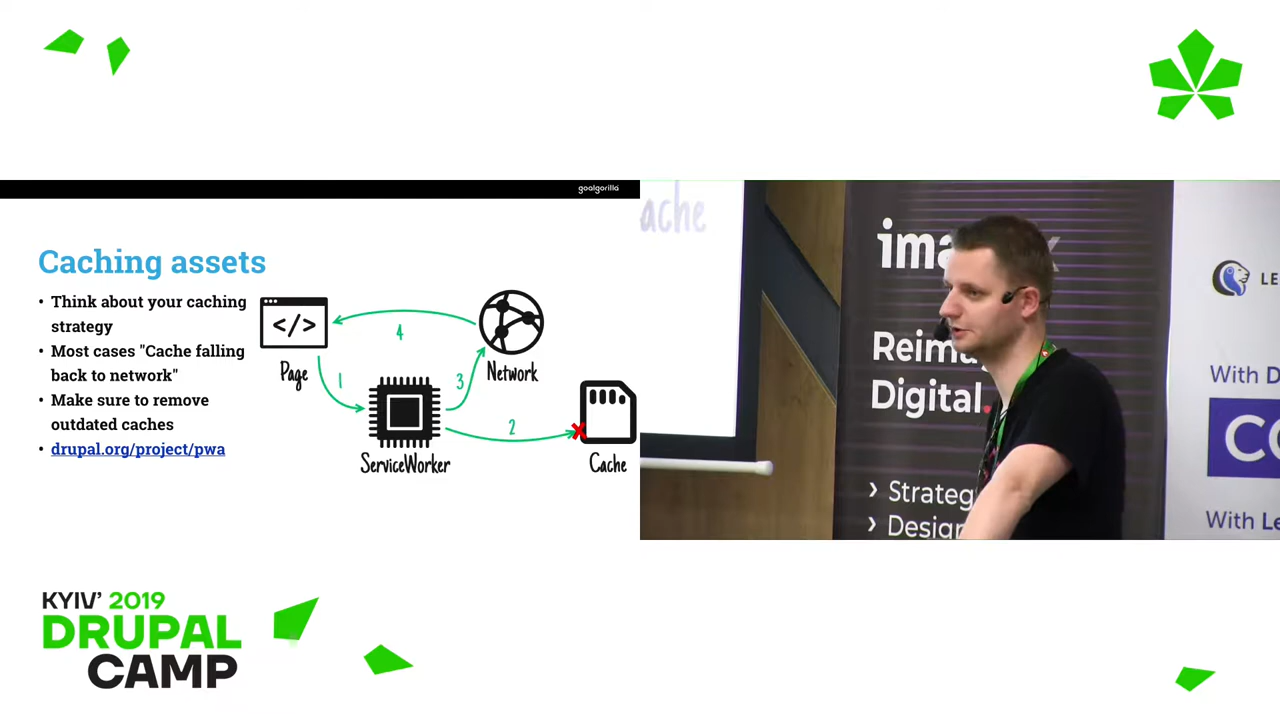 goalgorilla
Caching assets
• Think about your caching
strategy
• Most cases "Cache falling
back to network"
• Make sure to remove
outdated caches
• drupal.org/project/pwa
</>
4
Page
1
3
Network
2
ServiceWorker
Cache
ache
ima
x
Reima
Digital.
› Strateg
› Design
LE
With D
CO
With Le
KYIV' 2019
DRUPAL
CAMP